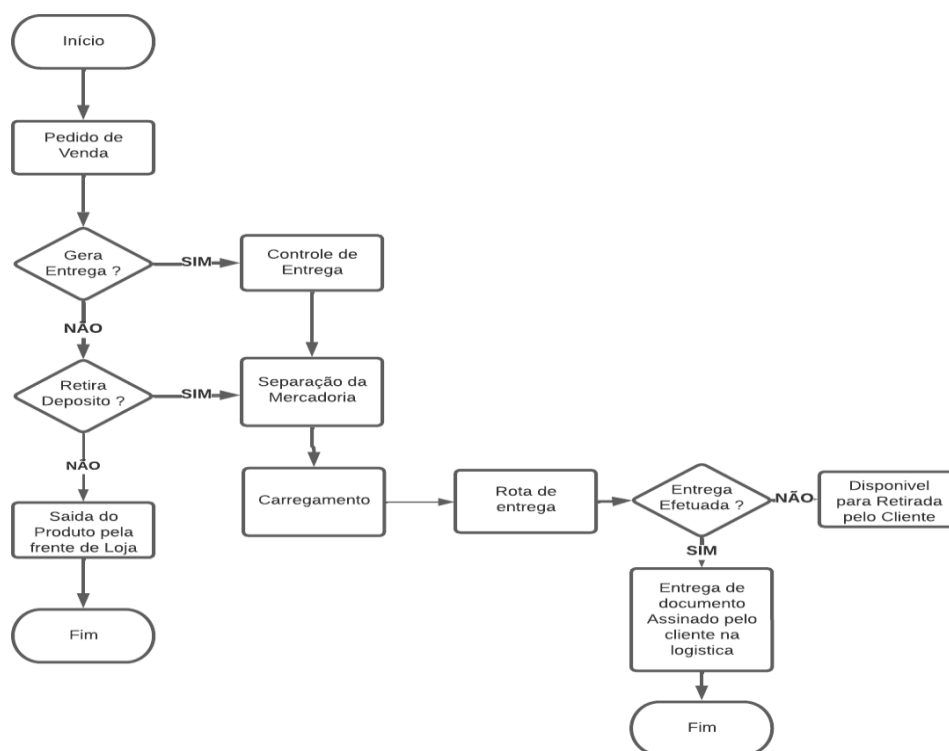 Início
Pedido de
Venda
Gera
Entrega ?
SIM
Controle de
Entrega
NÃO
Retira
Deposito ?
SIM
Separação da
Mercadoria
NÃO
Saida do
Produto pela
frente de Loja
Fim
Carregamento
Rota de
entrega
Entrega
Efetuada ?
NÃO
Disponivel
para Retirada
pelo Cliente
SIM
Entrega de
documento
Assinado pelo
cliente na
logistica
Fim